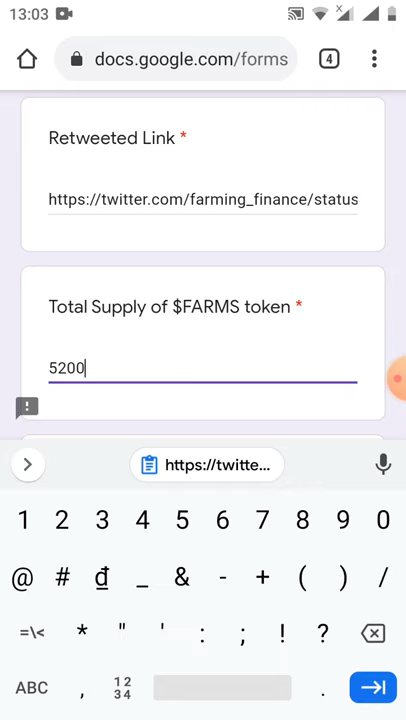 13:03
docs.google.com/forms
4
Retweeted Link *
https://twitter.com/farming_finance/status
Total Supply of $FARMS token *
5200
https://twitte...
1 2 3 4 5 6 7 8 9 0
@ # ₫ _ & - + ( ) /
=\< * " ' : ; ! ?
ABC , 12 34 .